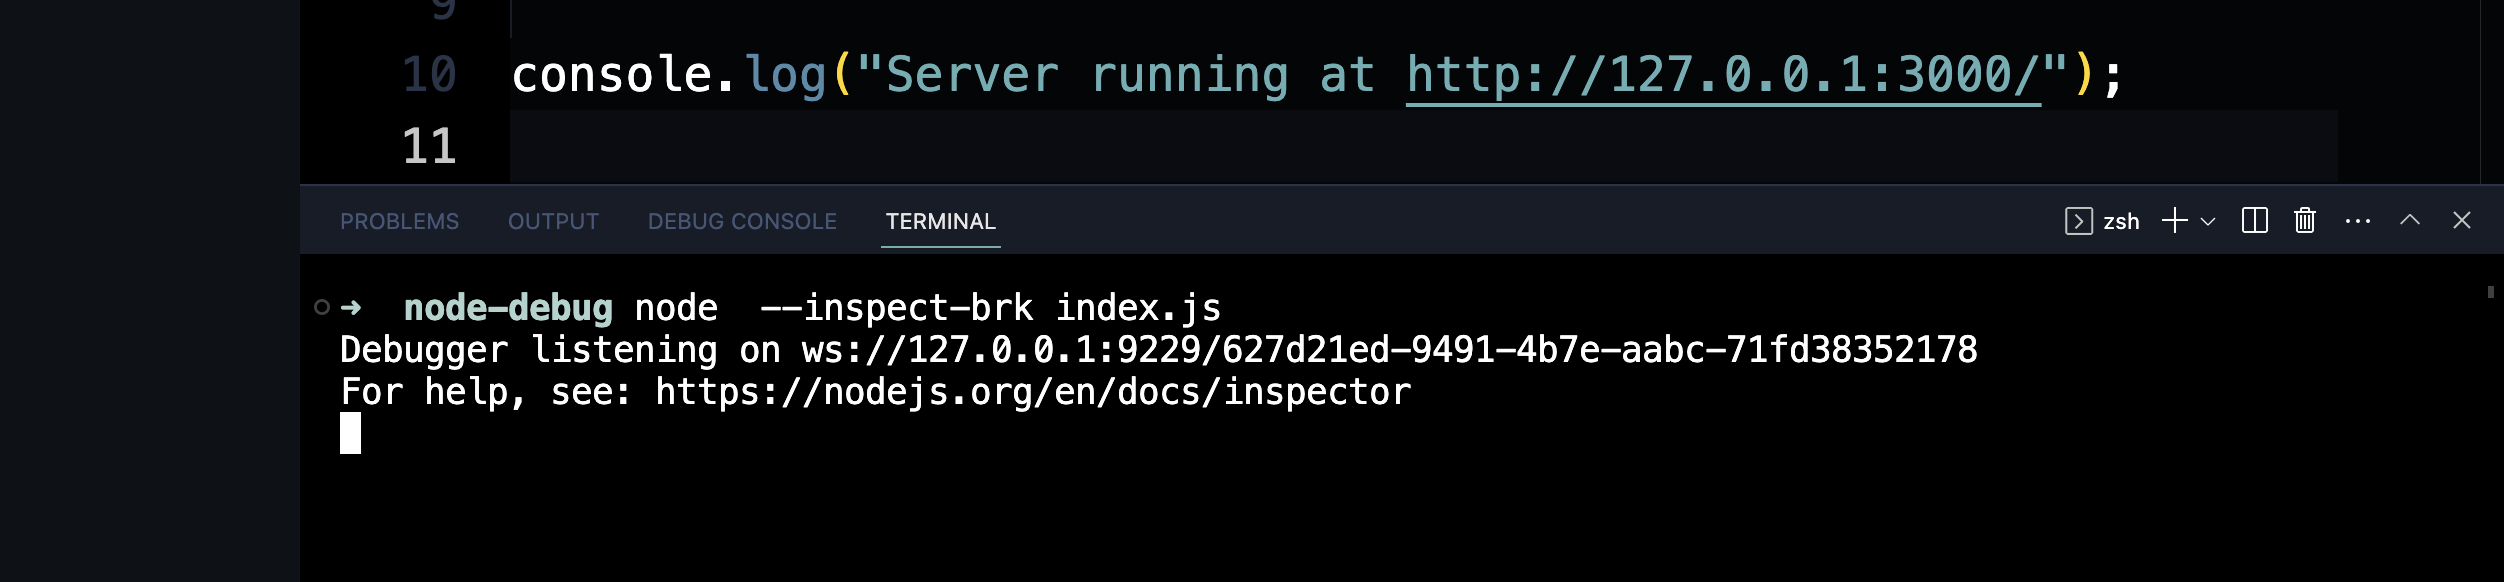 9
10 console.log("Server running at http://127.0.0.1:3000/");
11
PROBLEMS OUTPUT DEBUG CONSOLE TERMINAL zsh
➜ node-debug node  --inspect-brk index.js
Debugger listening on ws://127.0.0.1:9229/627d21ed-9491-4b7e-aabc-71fd38352178
For help, see: https://nodejs.org/en/docs/inspector